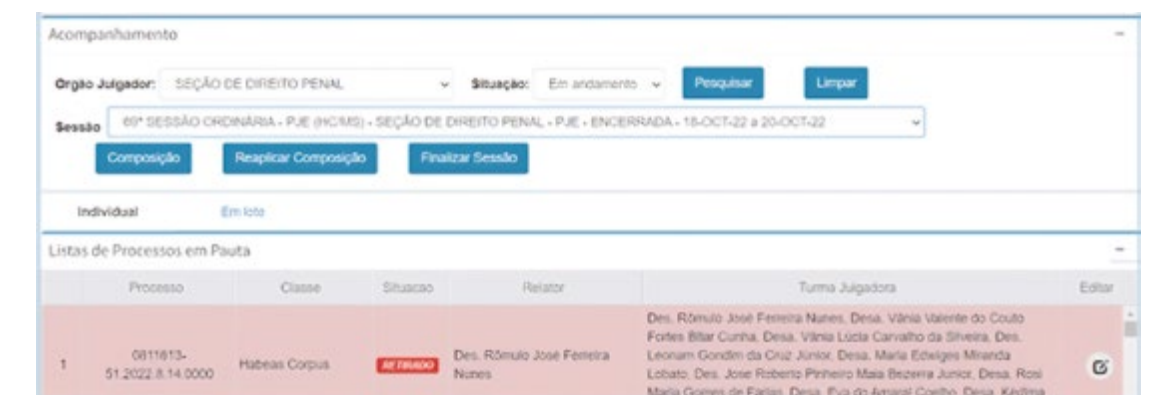 Acompanhamento
Orgão Julgador: SEÇÃO DE DIREITO PENAL Situação: Em andamento Pesquisar Limpar
Sessão 69ª SESSÃO ORDINÁRIA - PJE (HC/MS) - SEÇÃO DE DIREITO PENAL - PJE - ENCERRADA - 18-OCT-22 a 20-OCT-22
Composição Reaplicar Composição Finalizar Sessão
Individual Em lote
Listas de Processos em Pauta
Processo Classe Situacao Relator Turma Julgadora Editar
Des. Rômulo José Ferreira Nunes, Desa. Vânia Valente do Couto
Fortes Bitar Cunha, Desa. Vânia Lúcia Carvalho da Silveira, Des.
1 0811613- Habeas Corpus RETIRADO Des. Rômulo José Ferreira Leonam Gondim da Cruz Júnior, Desa. Maria Edwiges Miranda
51.2022.8.14.0000 Nunes Lobato, Des. Jose Roberto Pinheiro Maia Bezerra Junior, Desa. Rosi
Maria Gomes de Farias, Desa. Eva do Amaral Coelho, Desa. Kédima